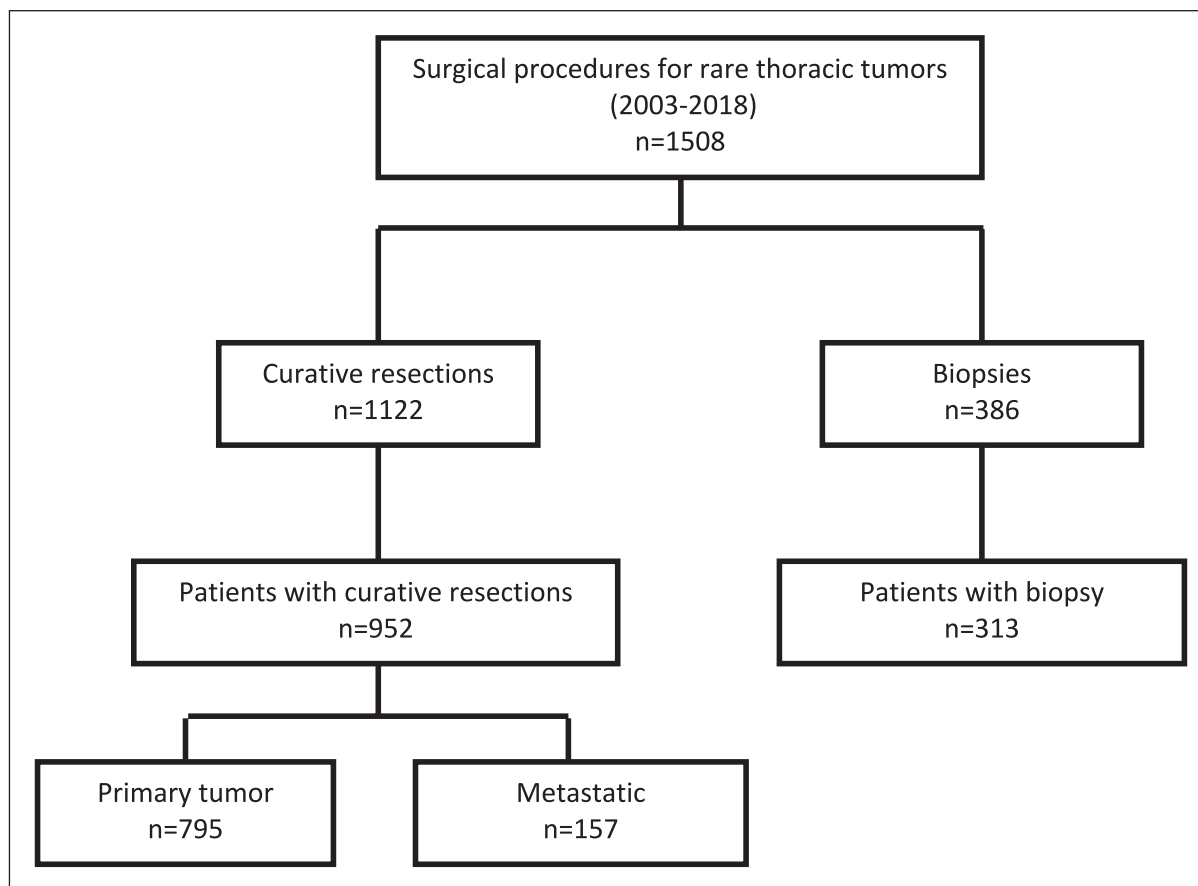 Surgical procedures for rare thoracic tumors
(2003-2018)
n=1508
Curative resections
n=1122
Biopsies
n=386
Patients with curative resections
n=952
Patients with biopsy
n=313
Primary tumor
n=795
Metastatic
n=157